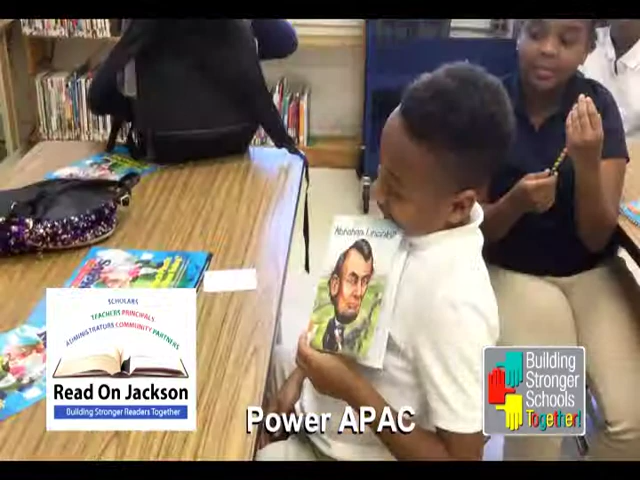 Abraham Lincoln?
SCHOLARS
TEACHERS PRINCIPALS
ADMINISTRATORS COMMUNITY PARTNERS
Read On Jackson
Building Stronger Readers Together
Power APAC
Building
Stronger
Schools
Together!